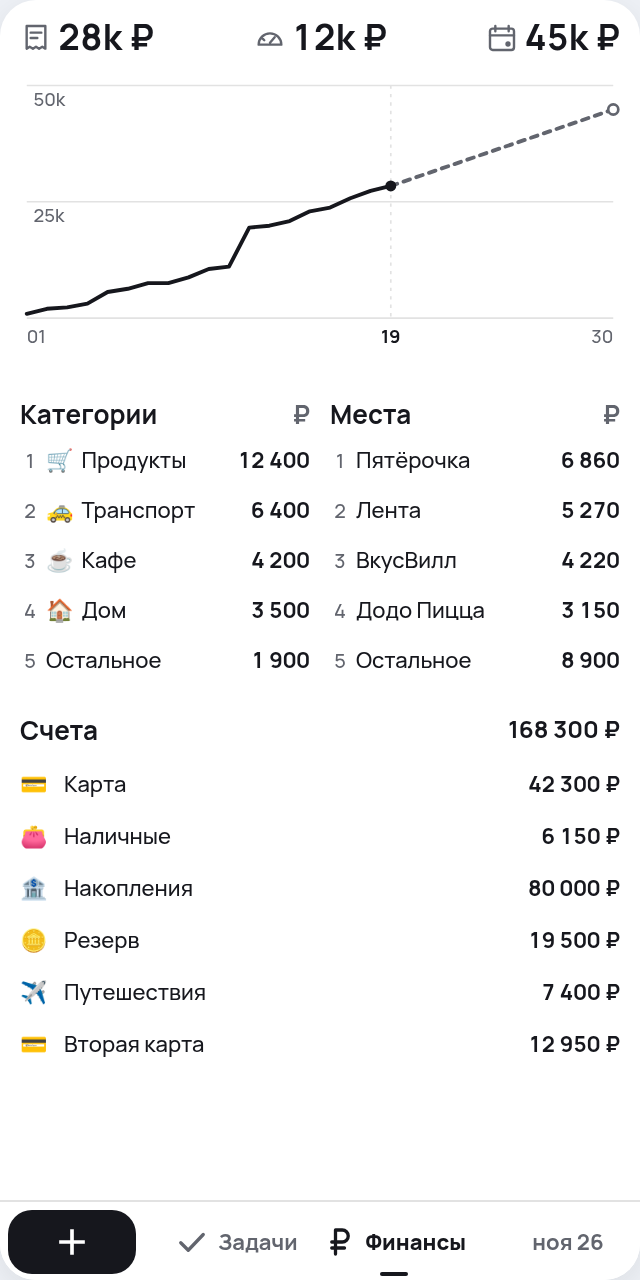 28k ₽ 12k ₽ 45k ₽
50k
25k
01 19 30
Категории ₽
1 Продукты 12 400
2 Транспорт 6 400
3 Кафе 4 200
4 Дом 3 500
5 Остальное 1 900
Места ₽
1 Пятёрочка 6 860
2 Лента 5 270
3 ВкусВилл 4 220
4 Додо Пицца 3 150
5 Остальное 8 900
Счета 168 300 ₽
Карта 42 300 ₽
Наличные 6 150 ₽
Накопления 80 000 ₽
Резерв 19 500 ₽
Путешествия 7 400 ₽
Вторая карта 12 950 ₽
+ Задачи ₽ Финансы ноя 26